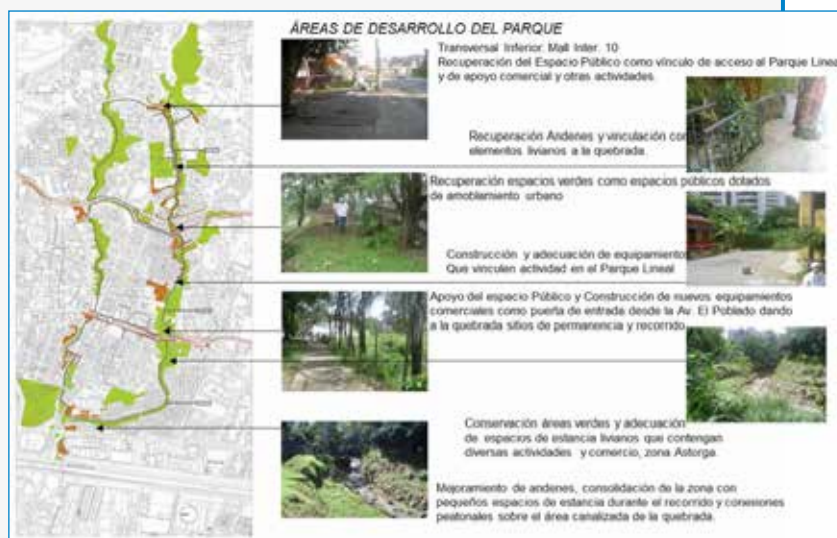 ÁREAS DE DESARROLLO DEL PARQUE
Transversal Inferior. Mall Inter. 10
Recuperación del Espacio Público como vínculo de acceso al Parque Lineal
y de apoyo comercial y otras actividades.
Recuperación Andenes y vinculación con
elementos livianos a la quebrada.
Recuperación espacios verdes como espacios públicos dotados
de amoblamiento urbano
Construcción y adecuación de equipamiento
Que vinculen actividad en el Parque Lineal
Apoyo del espacio Público y Construcción de nuevos equipamientos
comerciales como puerta de entrada desde la Av. El Poblado dando
a la quebrada sitios de permanencia y recorrido.
Conservación áreas verdes y adecuación
de espacios de estancia livianos que contengan
diversas actividades y comercio, zona Astorga.
Mejoramiento de andenes, consolidación de la zona con
pequeños espacios de estancia durante el recorrido y conexiones
peatonales sobre el área canalizada de la quebrada.